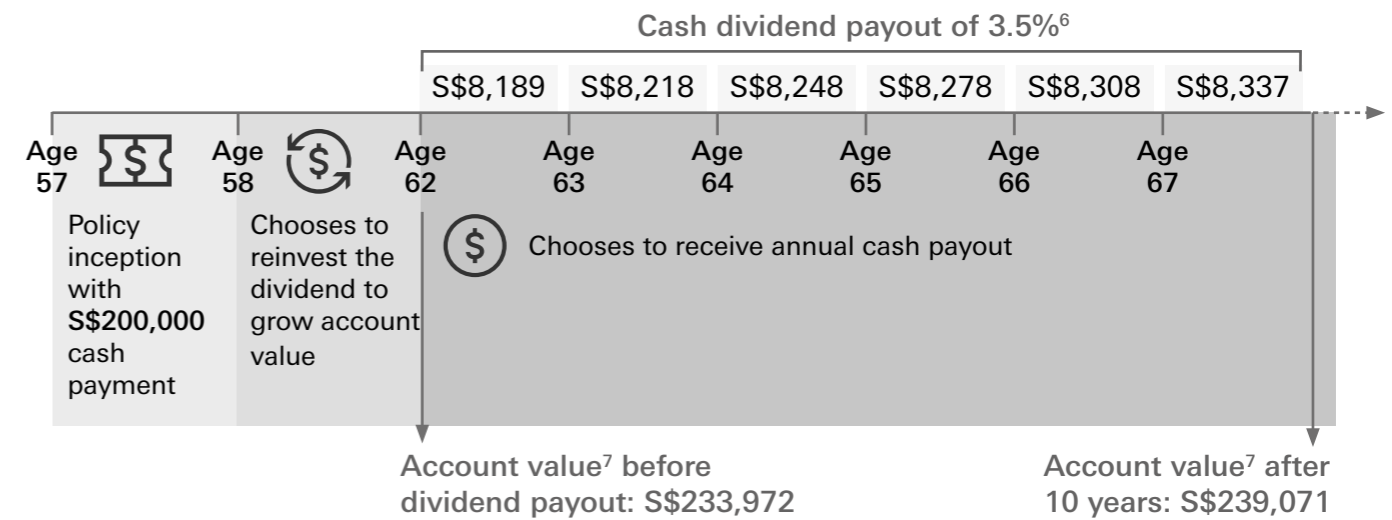 Cash dividend payout of 3.5%⁶
S$8,189 S$8,218 S$8,248 S$8,278 S$8,308 S$8,337
Age 57
Age 58
Age 62
Age 63
Age 64
Age 65
Age 66
Age 67
Policy
inception
with
S$200,000
cash
payment
Chooses to
reinvest the
dividend to
grow account
value
Chooses to receive annual cash payout
Account value⁷ before
dividend payout: S$233,972
Account value⁷ after
10 years: S$239,071